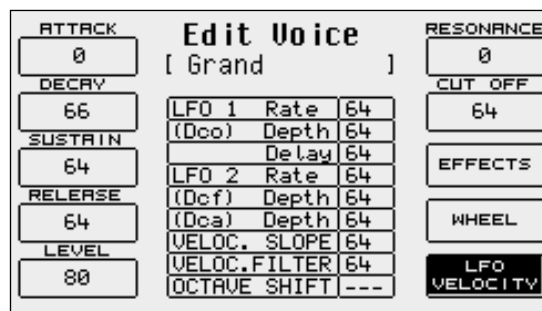 ATTACK
0
DECAY
66
SUSTAIN
64
RELEASE
64
LEVEL
80
Edit Voice
[ Grand ]
LFO 1 Rate 64
(Dco) Depth 64
Delay 64
LFO 2 Rate 64
(Dcf) Depth 64
(Dca) Depth 64
VELOC. SLOPE 64
VELOC.FILTER 64
OCTAVE SHIFT ---
RESONANCE
0
CUT OFF
64
EFFECTS
WHEEL
LFO
VELOCITY